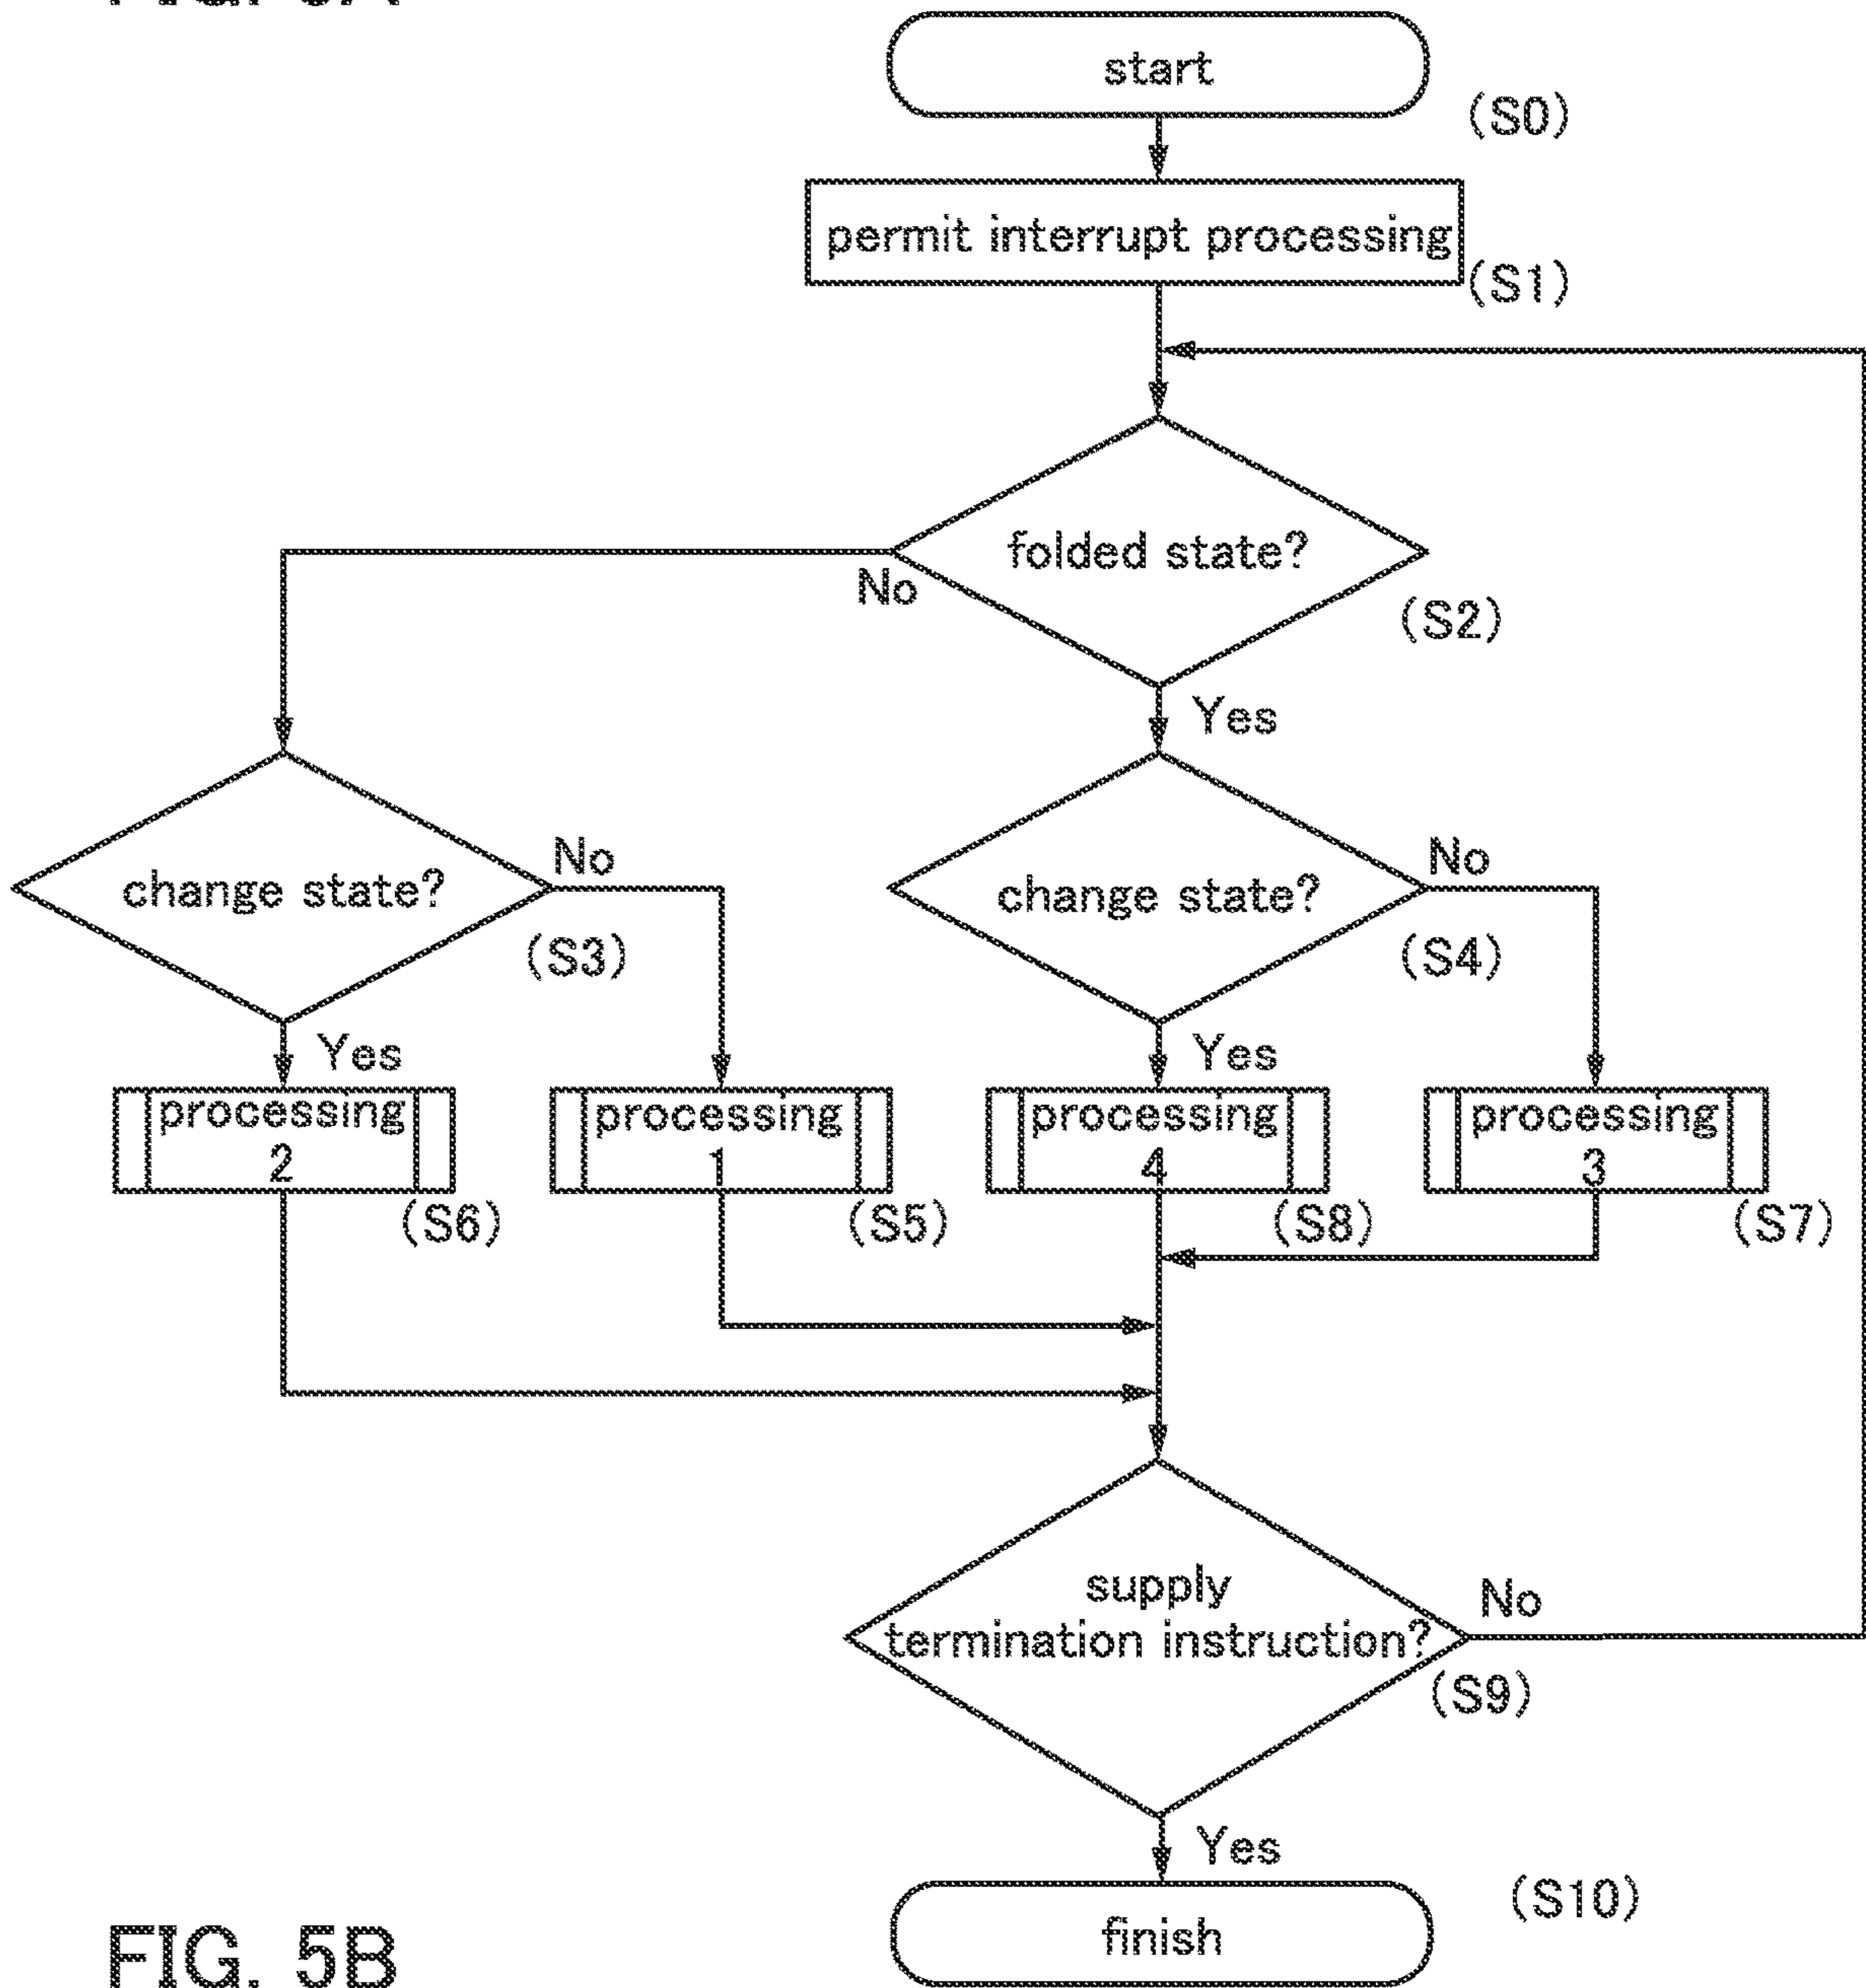 start
(S0)
permit interrupt processing
(S1)
folded state?
No
(S2)
Yes
change state?
No
(S3)
change state?
No
(S4)
Yes
Yes
processing
2
(S6)
processing
1
(S5)
processing
4
(S8)
processing
3
(S7)
supply
termination instruction?
No
(S9)
Yes
finish
(S10)
FIG. 5B